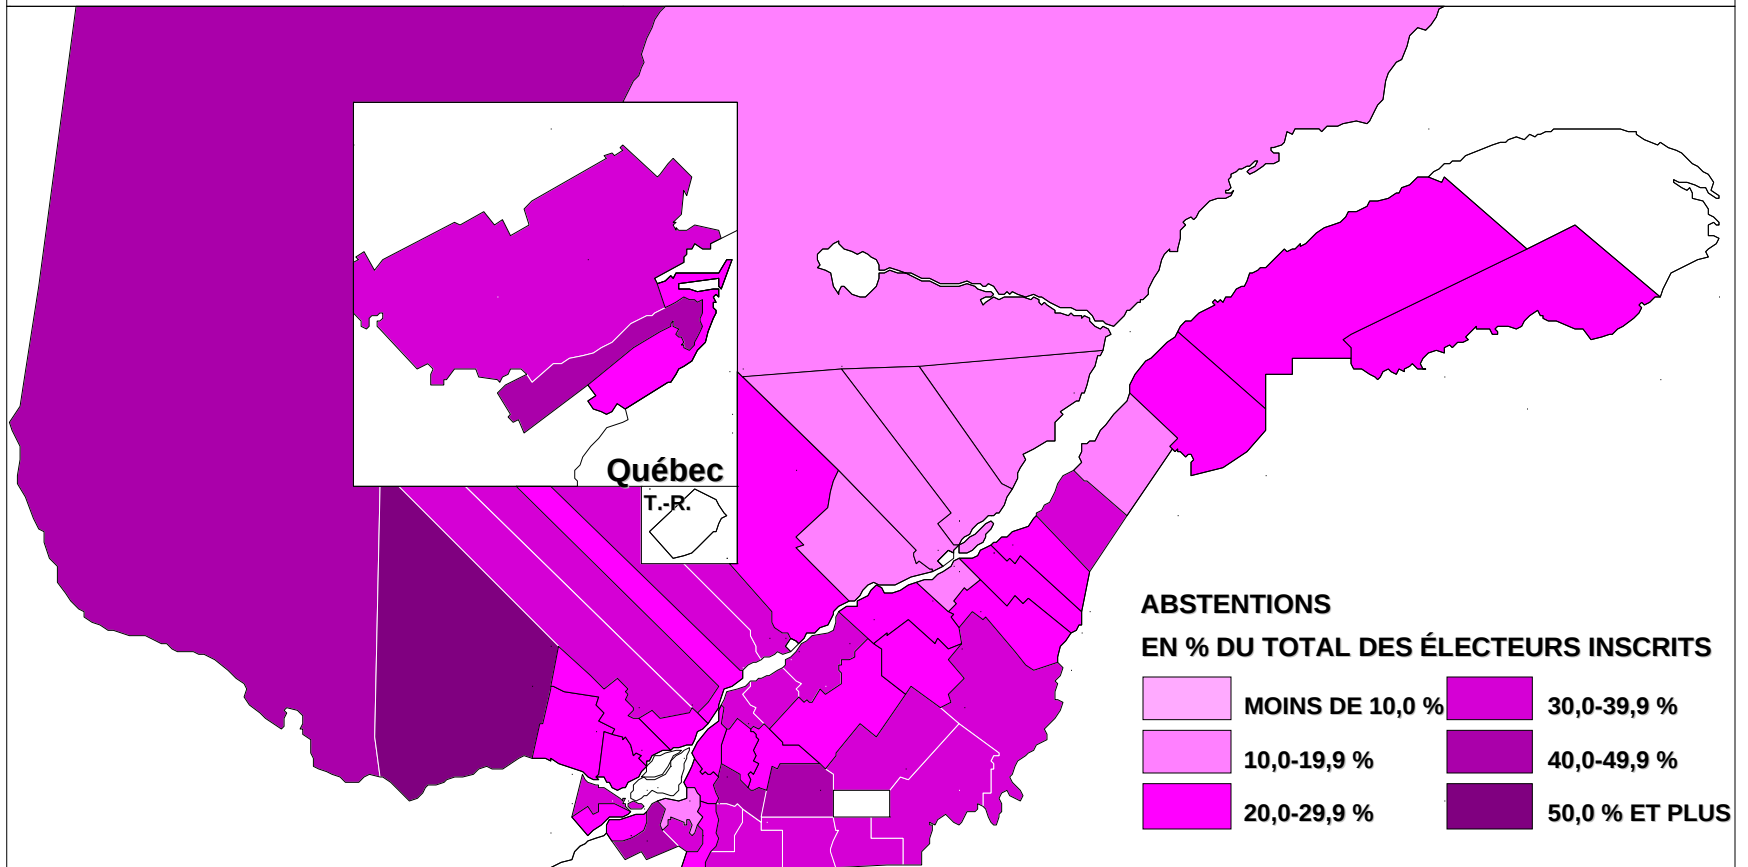 Québec
T.-R.
ABSTENTIONS
EN % DU TOTAL DES ÉLECTEURS INSCRITS
MOINS DE 10,0 %
30,0-39,9 %
10,0-19,9 %
40,0-49,9 %
20,0-29,9 %
50,0 % ET PLUS